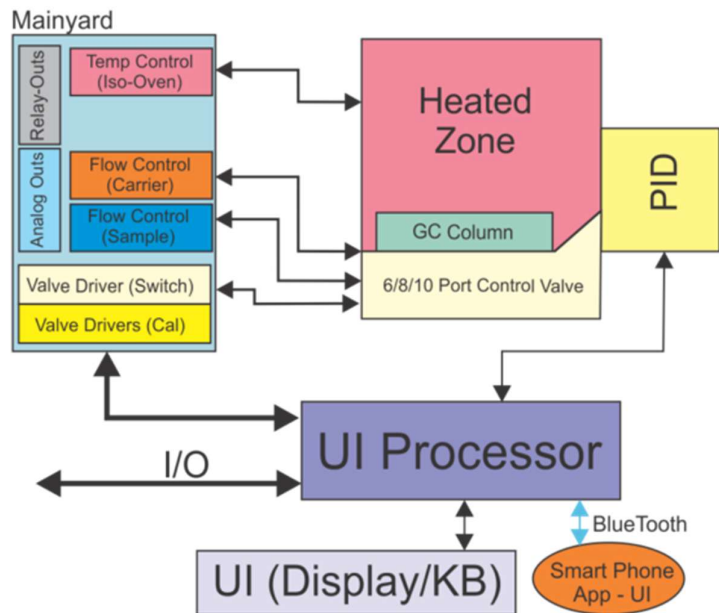 Mainyard
Relay-Outs
Temp Control
(Iso-Oven)
Analog Outs
Flow Control
(Carrier)
Flow Control
(Sample)
Valve Driver (Switch)
Valve Drivers (Cal)
Heated
Zone
GC Column
6/8/10 Port Control Valve
PID
UI Processor
I/O
BlueTooth
UI (Display/KB)
Smart Phone
App - UI